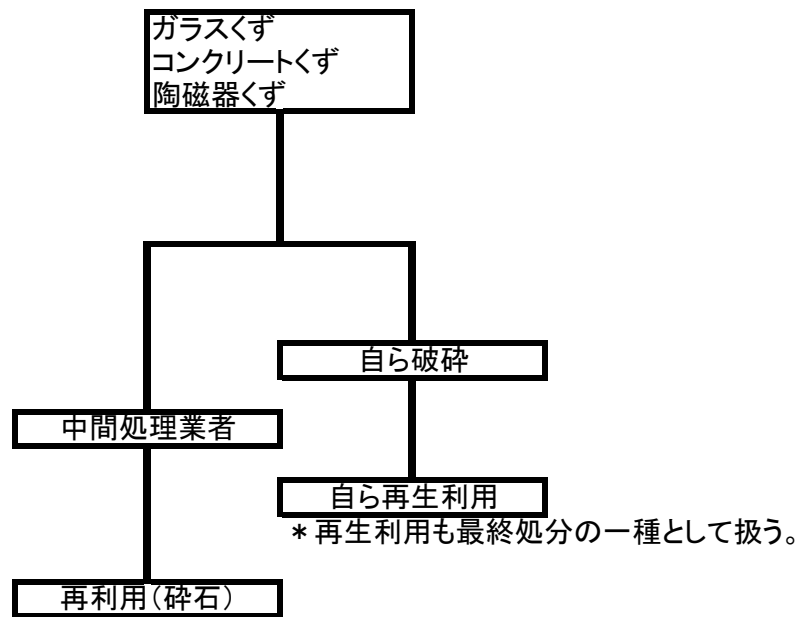 ガラスくず
コンクリートくず
陶磁器くず
自ら破砕
中間処理業者
自ら再生利用
＊再生利用も最終処分の一種として扱う。
再利用（砕石）